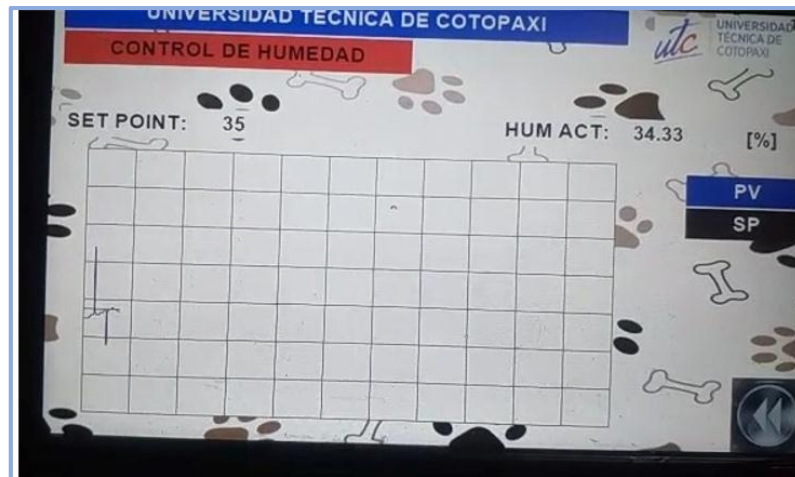 UNIVERSIDAD TECNICA DE COTOPAXI
CONTROL DE HUMEDAD
utc
UNIVERSIDAD
TÉCNICA DE
COTOPAXI
SET POINT: 35
HUM ACT: 34.33 [%]
PV
SP